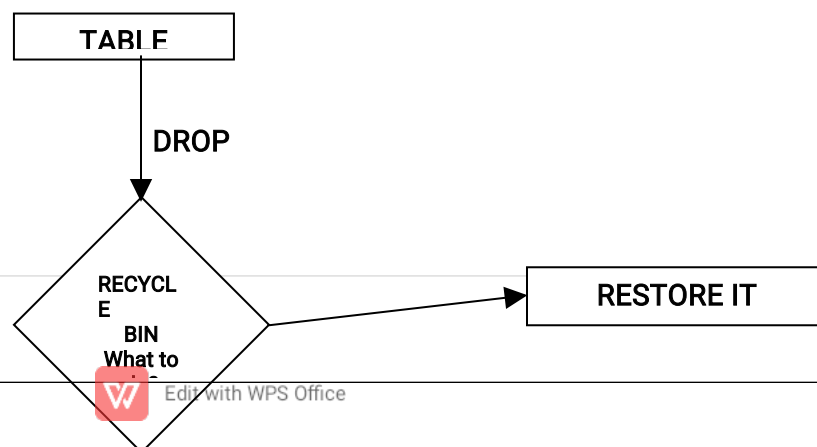 TABLE
DROP
RECYCL
E
BIN
What to
RESTORE IT
Edit with WPS Office